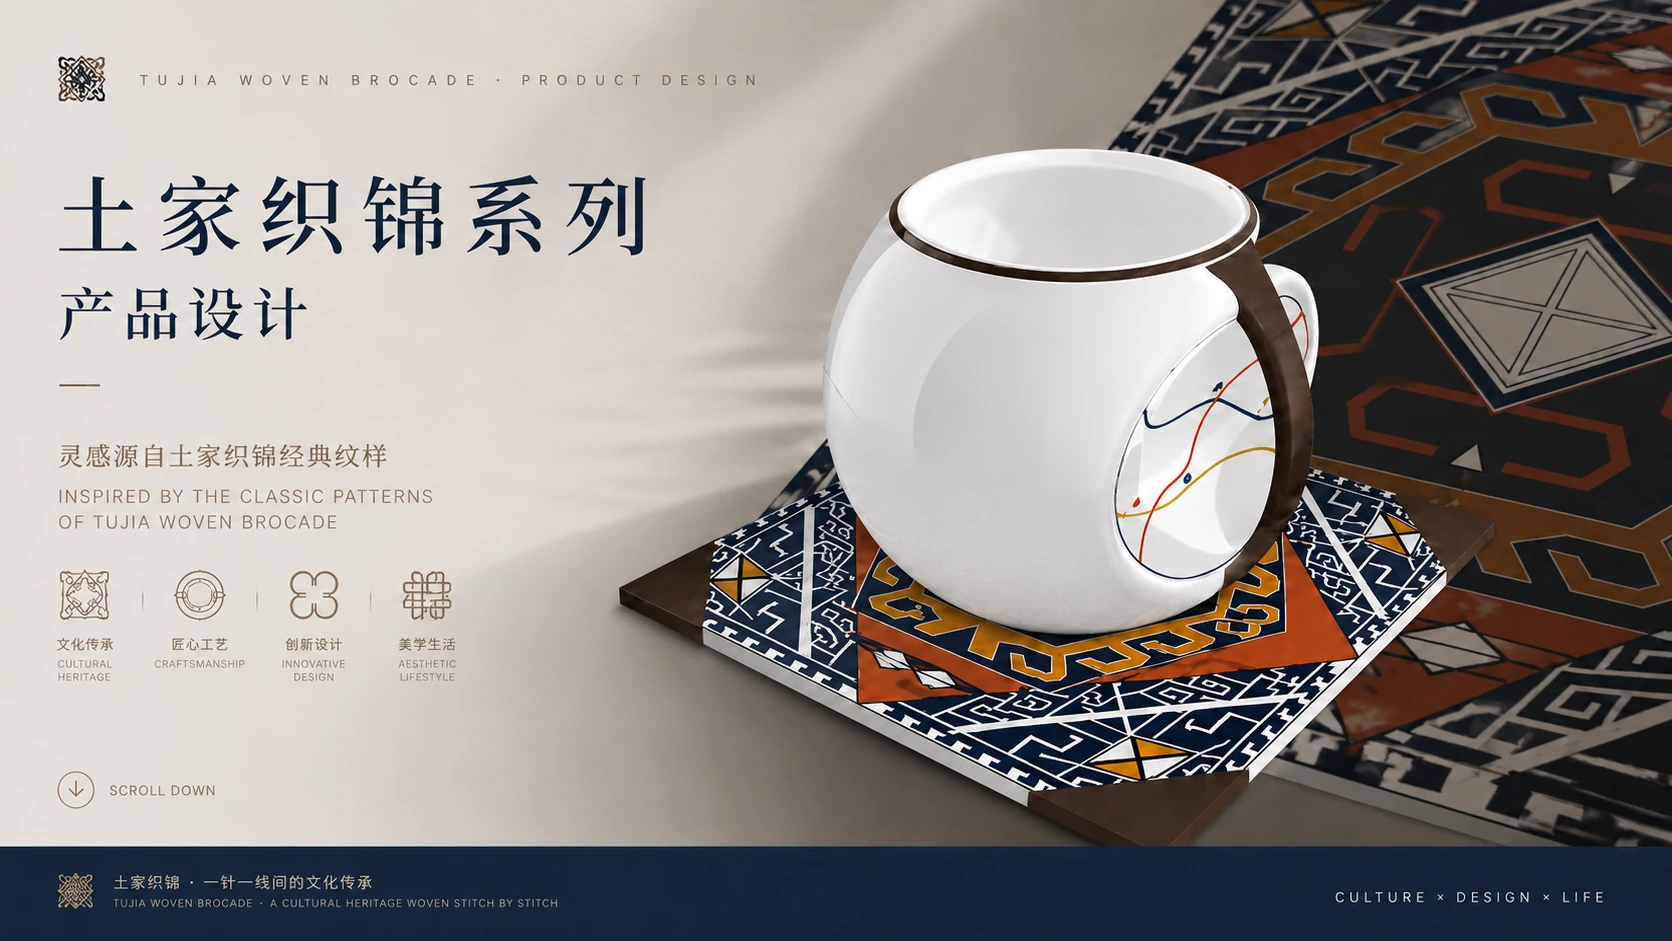 TUJIA WOVEN BROCADE · PRODUCT DESIGN
土家织锦系列
产品设计
灵感源自土家织锦经典纹样
INSPIRED BY THE CLASSIC PATTERNS
OF TUJIA WOVEN BROCADE
文化传承
CULTURAL
HERITAGE
匠心工艺
CRAFTSMANSHIP
创新设计
INNOVATIVE
DESIGN
美学生活
AESTHETIC
LIFESTYLE
SCROLL DOWN
土家织锦 · 一针一线间的文化传承
TUJIA WOVEN BROCADE · A CULTURAL HERITAGE WOVEN STITCH BY STITCH
CULTURE × DESIGN × LIFE